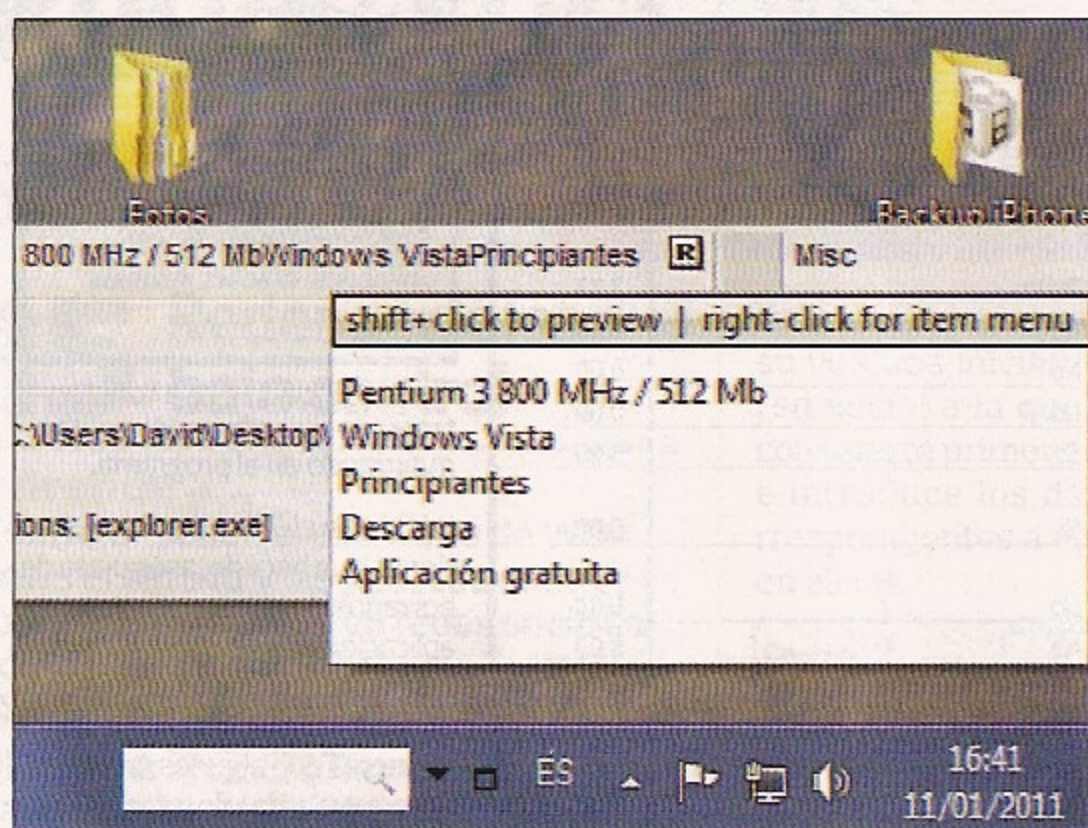 Fotos
Backup iPhone
800 MHz / 512 MbWindows VistaPrincipiantes R Misc
shift+ click to preview | right-click for item menu
Pentium 3 800 MHz / 512 Mb
C:\Users\David\Desktop\ Windows Vista
Principiantes
ions: [explorer.exe] Descarga
Aplicación gratuita
ES
16:41
11/01/2011